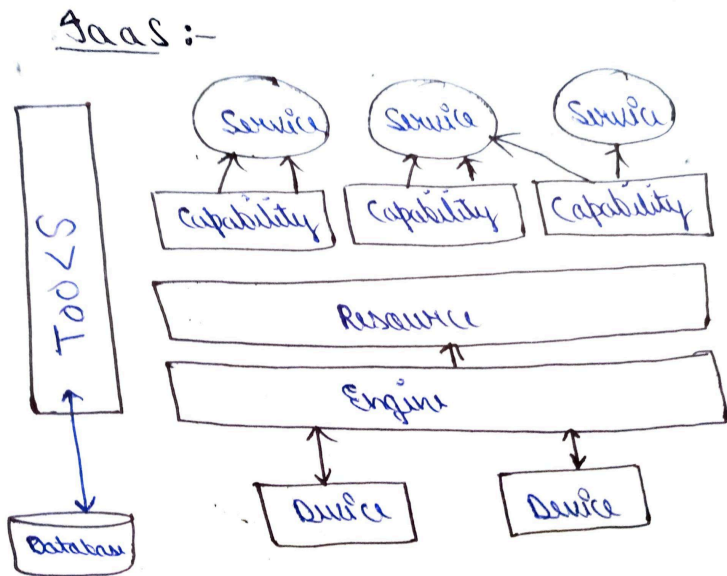 IaaS :-
Service Service Service
Capability Capability Capability
TOOLS
Resource
Engine
Device Device
Database